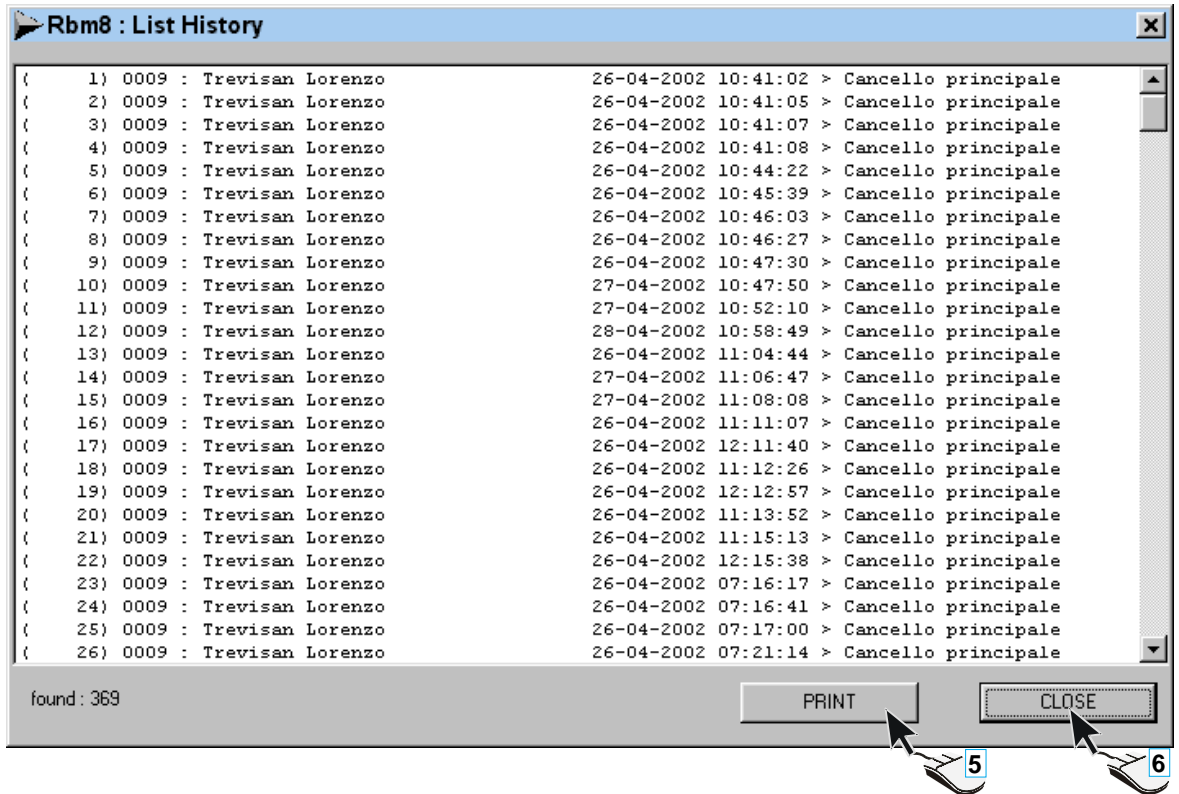 Rbm8 : List History
( 1) 0009 : Trevisan Lorenzo 26-04-2002 10:41:02 > Cancello principale
( 2) 0009 : Trevisan Lorenzo 26-04-2002 10:41:05 > Cancello principale
( 3) 0009 : Trevisan Lorenzo 26-04-2002 10:41:07 > Cancello principale
( 4) 0009 : Trevisan Lorenzo 26-04-2002 10:41:08 > Cancello principale
( 5) 0009 : Trevisan Lorenzo 26-04-2002 10:44:22 > Cancello principale
( 6) 0009 : Trevisan Lorenzo 26-04-2002 10:45:39 > Cancello principale
( 7) 0009 : Trevisan Lorenzo 26-04-2002 10:46:03 > Cancello principale
( 8) 0009 : Trevisan Lorenzo 26-04-2002 10:46:27 > Cancello principale
( 9) 0009 : Trevisan Lorenzo 26-04-2002 10:47:30 > Cancello principale
( 10) 0009 : Trevisan Lorenzo 27-04-2002 10:47:50 > Cancello principale
( 11) 0009 : Trevisan Lorenzo 27-04-2002 10:52:10 > Cancello principale
( 12) 0009 : Trevisan Lorenzo 28-04-2002 10:58:49 > Cancello principale
( 13) 0009 : Trevisan Lorenzo 26-04-2002 11:04:44 > Cancello principale
( 14) 0009 : Trevisan Lorenzo 27-04-2002 11:06:47 > Cancello principale
( 15) 0009 : Trevisan Lorenzo 27-04-2002 11:08:08 > Cancello principale
( 16) 0009 : Trevisan Lorenzo 26-04-2002 11:11:07 > Cancello principale
( 17) 0009 : Trevisan Lorenzo 26-04-2002 12:11:40 > Cancello principale
( 18) 0009 : Trevisan Lorenzo 26-04-2002 11:12:26 > Cancello principale
( 19) 0009 : Trevisan Lorenzo 26-04-2002 12:12:57 > Cancello principale
( 20) 0009 : Trevisan Lorenzo 26-04-2002 11:13:52 > Cancello principale
( 21) 0009 : Trevisan Lorenzo 26-04-2002 11:15:13 > Cancello principale
( 22) 0009 : Trevisan Lorenzo 26-04-2002 12:15:38 > Cancello principale
( 23) 0009 : Trevisan Lorenzo 26-04-2002 07:16:17 > Cancello principale
( 24) 0009 : Trevisan Lorenzo 26-04-2002 07:16:41 > Cancello principale
( 25) 0009 : Trevisan Lorenzo 26-04-2002 07:17:00 > Cancello principale
( 26) 0009 : Trevisan Lorenzo 26-04-2002 07:21:14 > Cancello principale
found : 369
PRINT
CLOSE
5
6